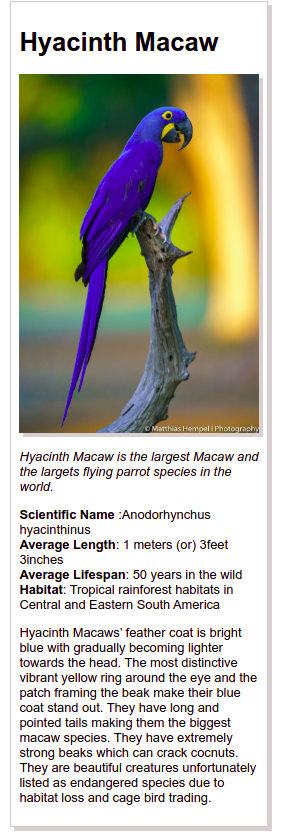 Hyacinth Macaw
© Matthias Hempel | Photography
Hyacinth Macaw is the largest Macaw and
the largets flying parrot species in the
world.
Scientific Name :Anodorhynchus
hyacinthinus
Average Length: 1 meters (or) 3feet
3inches
Average Lifespan: 50 years in the wild
Habitat: Tropical rainforest habitats in
Central and Eastern South America
Hyacinth Macaws’ feather coat is bright
blue with gradually becoming lighter
towards the head. The most distinctive
vibrant yellow ring around the eye and the
patch framing the beak make their blue
coat stand out. They have long and
pointed tails making them the biggest
macaw species. They have extremely
strong beaks which can crack cocnuts.
They are beautiful creatures unfortunately
listed as endangered species due to
habitat loss and cage bird trading.